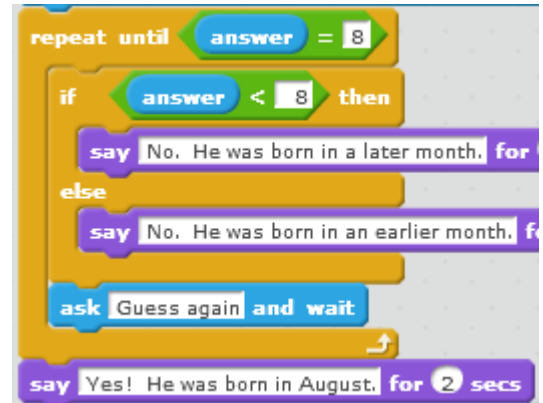 repeat until answer = 8
if answer < 8 then
say No. He was born in a later month. for
else
say No. He was born in an earlier month.
ask Guess again and wait
say Yes! He was born in August. for 2 secs